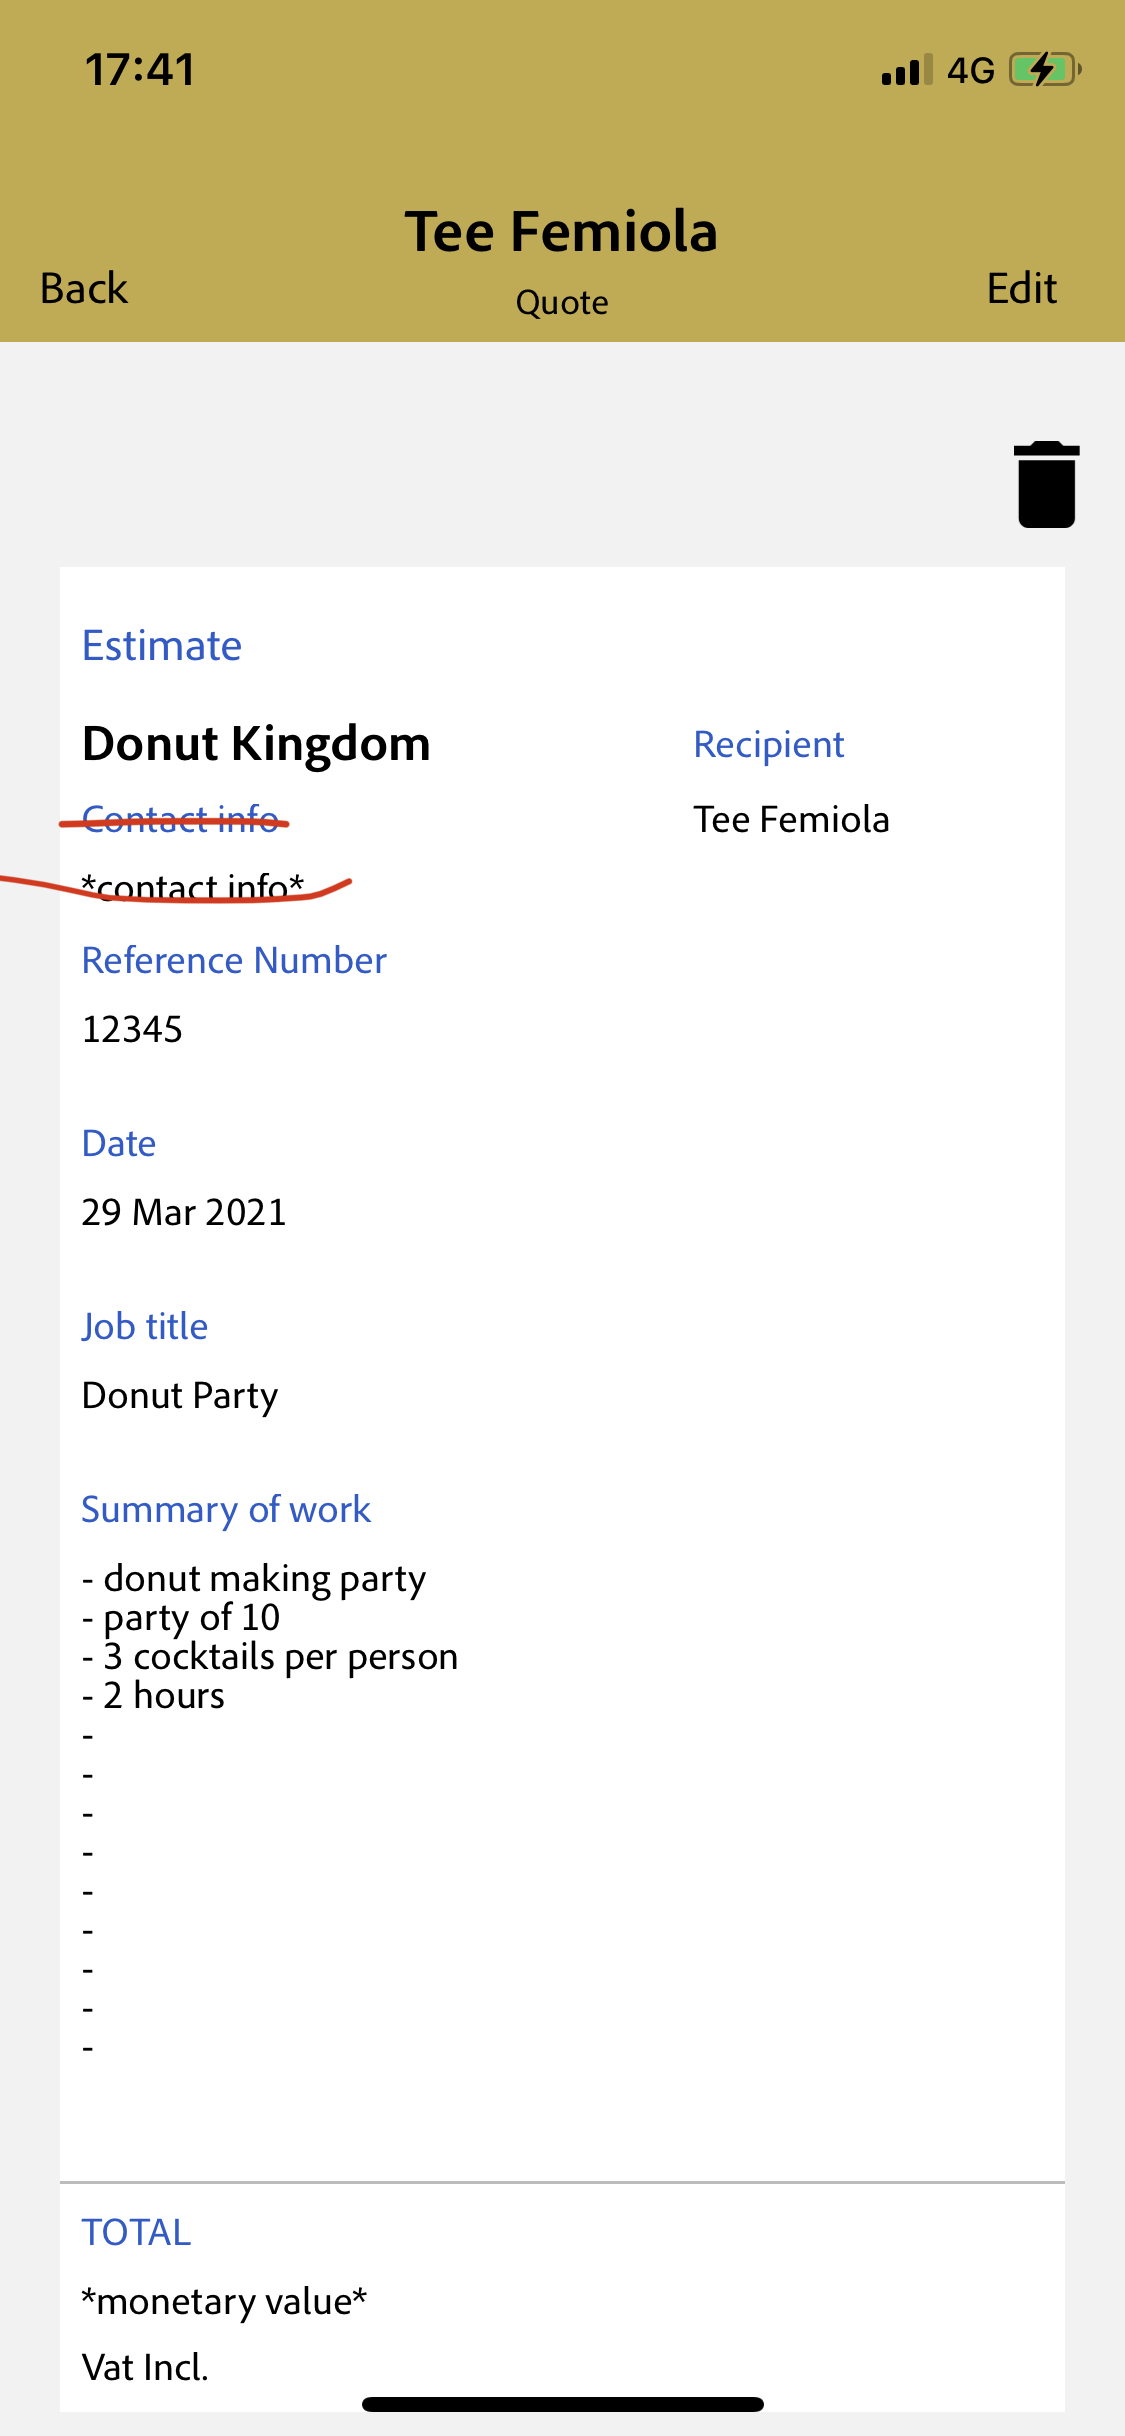 17:41 4G
Tee Femiola
Back Edit
Quote
Estimate
Donut Kingdom Recipient
Contact info Tee Femiola
*contact info*
Reference Number
12345
Date
29 Mar 2021
Job title
Donut Party
Summary of work
- donut making party
- party of 10
- 3 cocktails per person
- 2 hours
-
-
-
-
-
-
-
-
-
TOTAL
*monetary value*
Vat Incl.